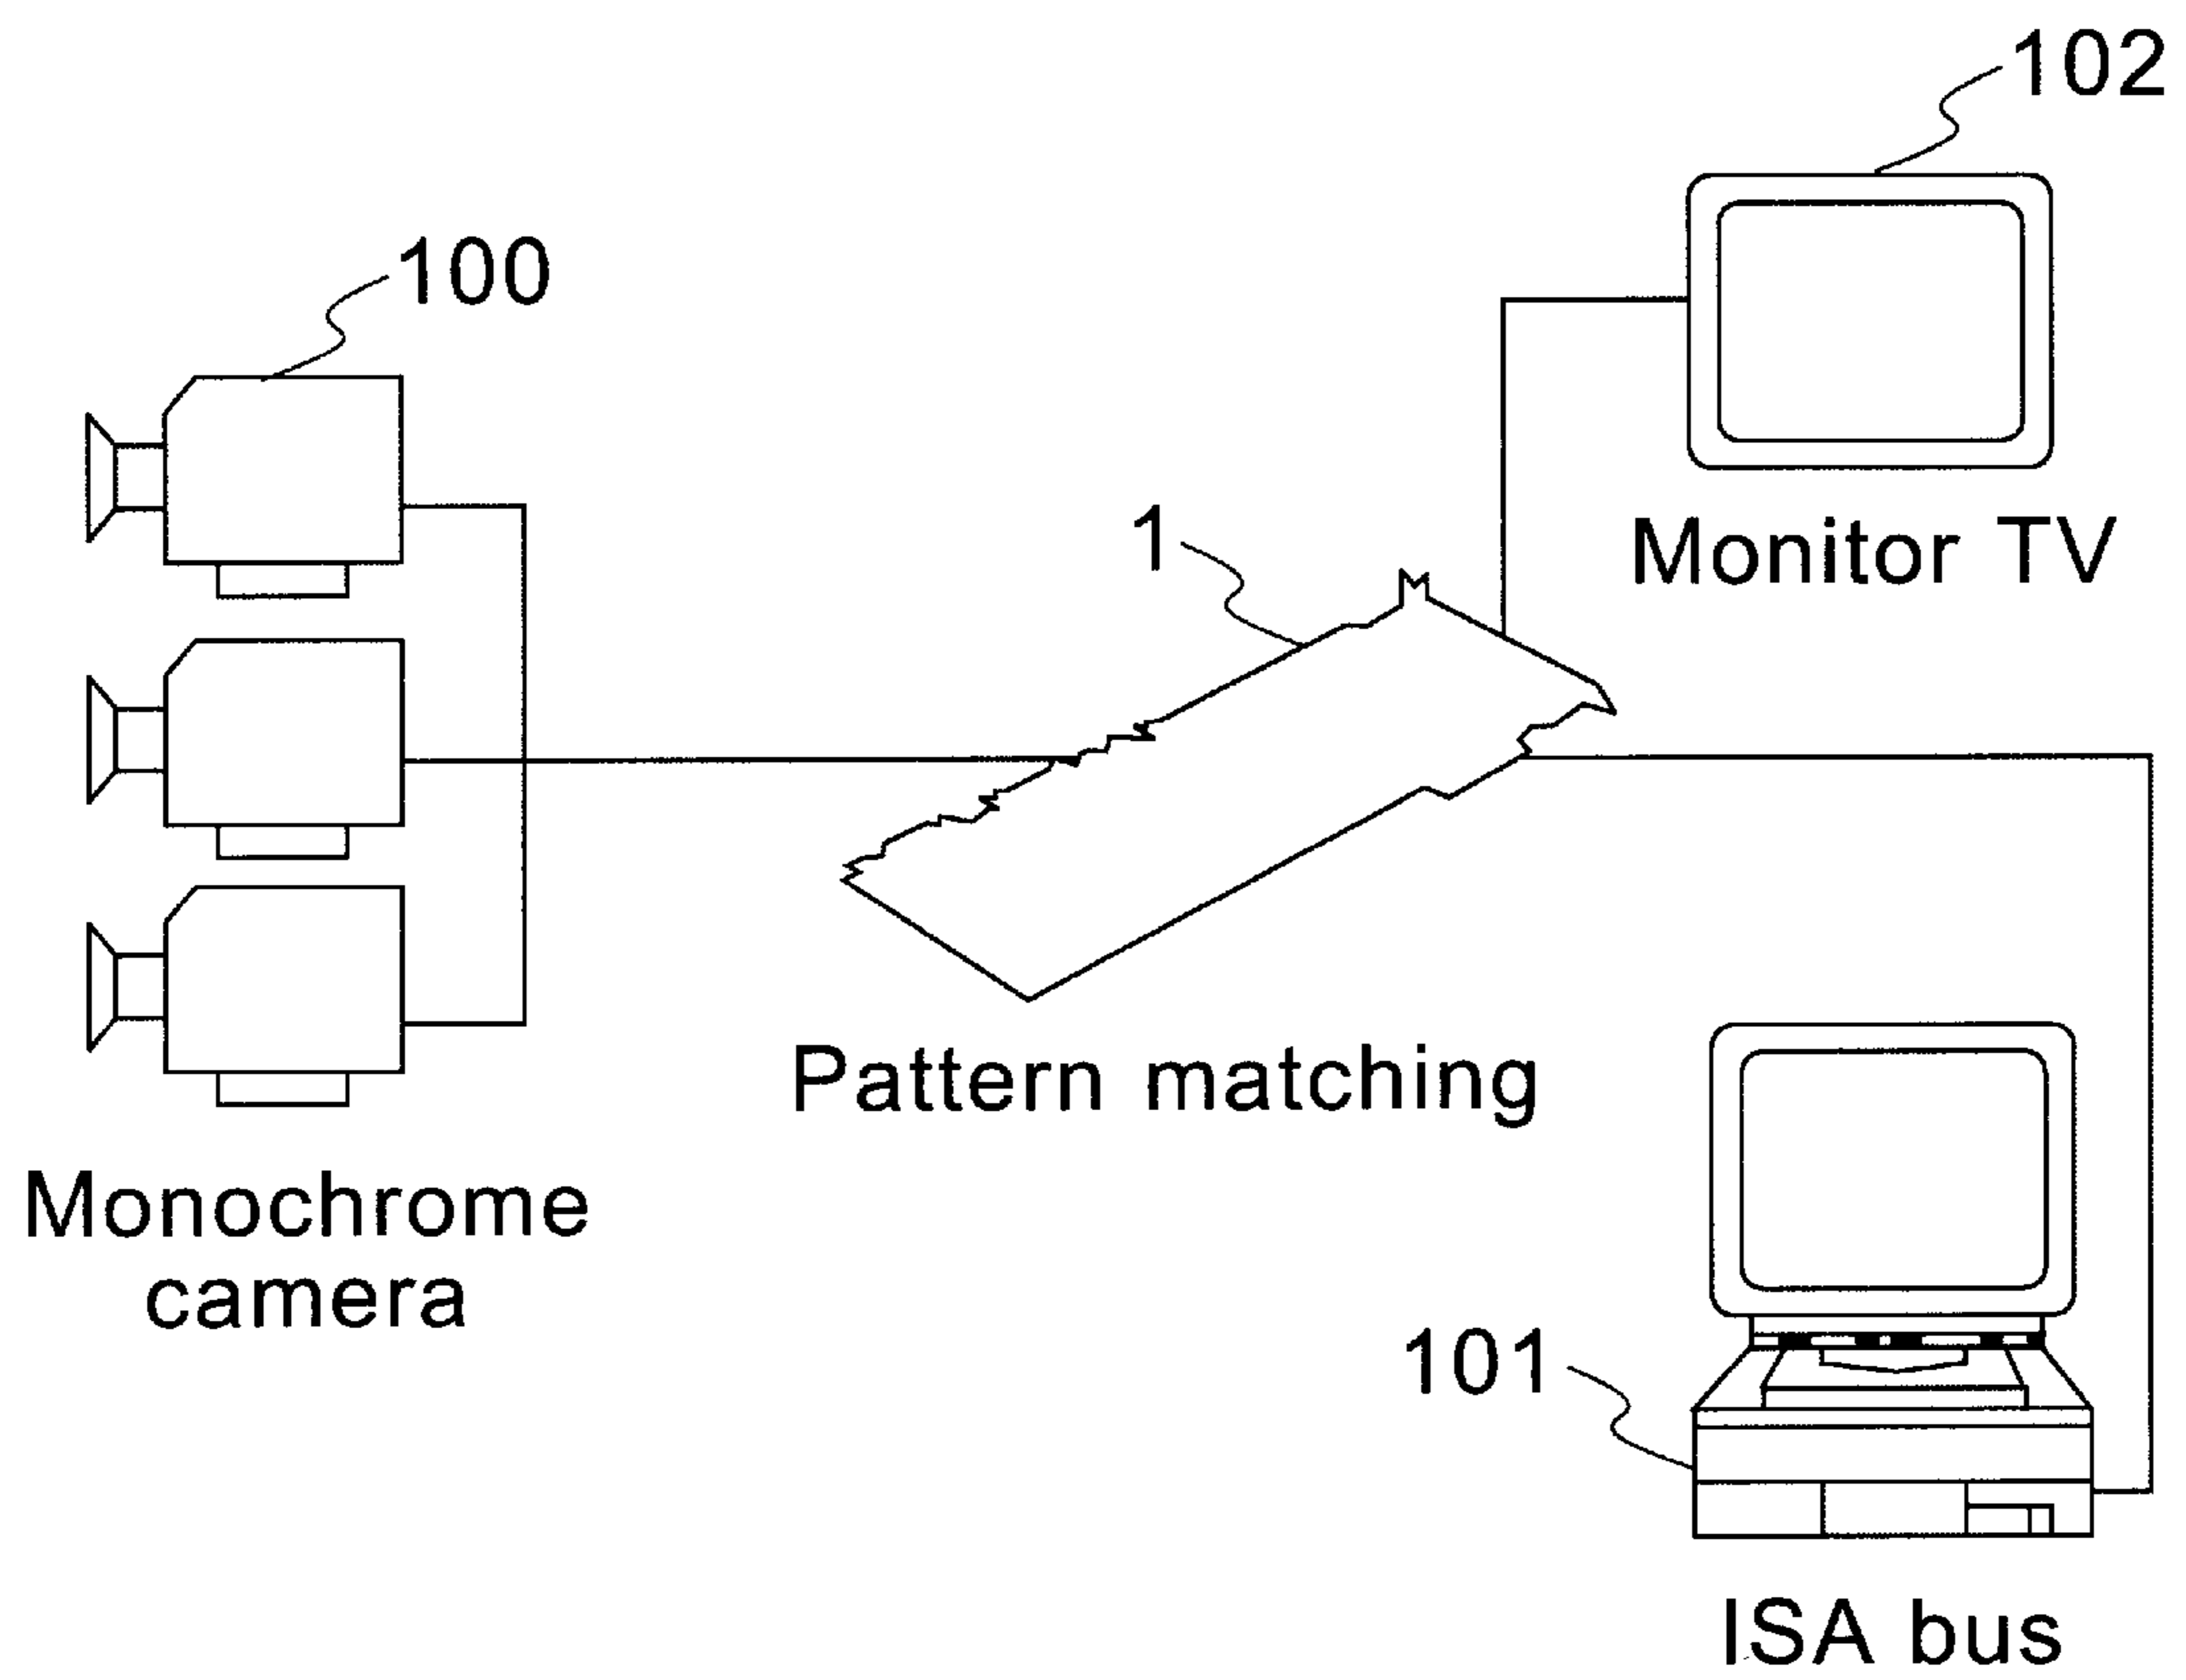 102
100
1
Monitor TV
Pattern matching
Monochrome
camera
101
ISA bus